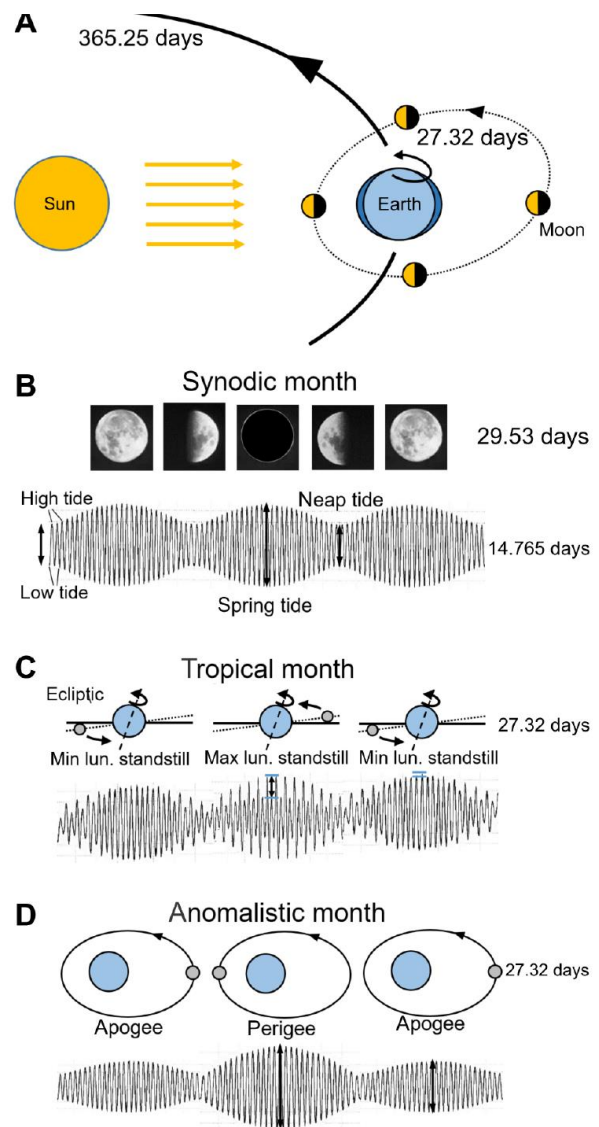 A
365.25 days
27.32 days
Sun
Earth
Moon
B
Synodic month
29.53 days
High tide
Neap tide
14.765 days
Low tide
Spring tide
C
Tropical month
Ecliptic
27.32 days
Min lun. standstill
Max lun. standstill
Min lun. standstill
D
Anomalistic month
27.32 days
Apogee
Perigee
Apogee